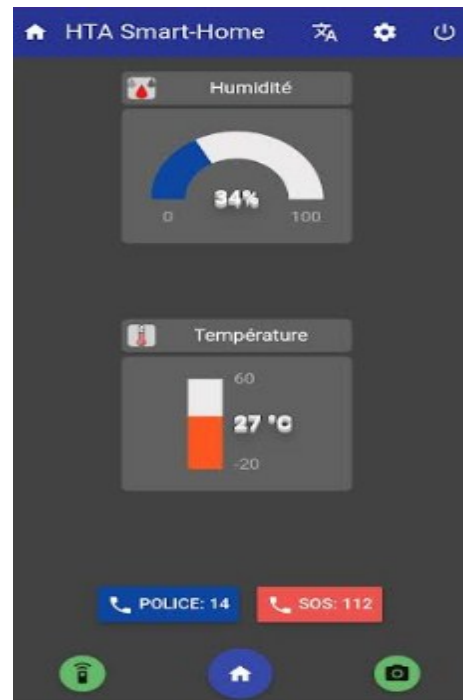 HTA Smart-Home
Humidité
34%
0
100
Température
60
27 °C
-20
POLICE: 14
SOS: 112